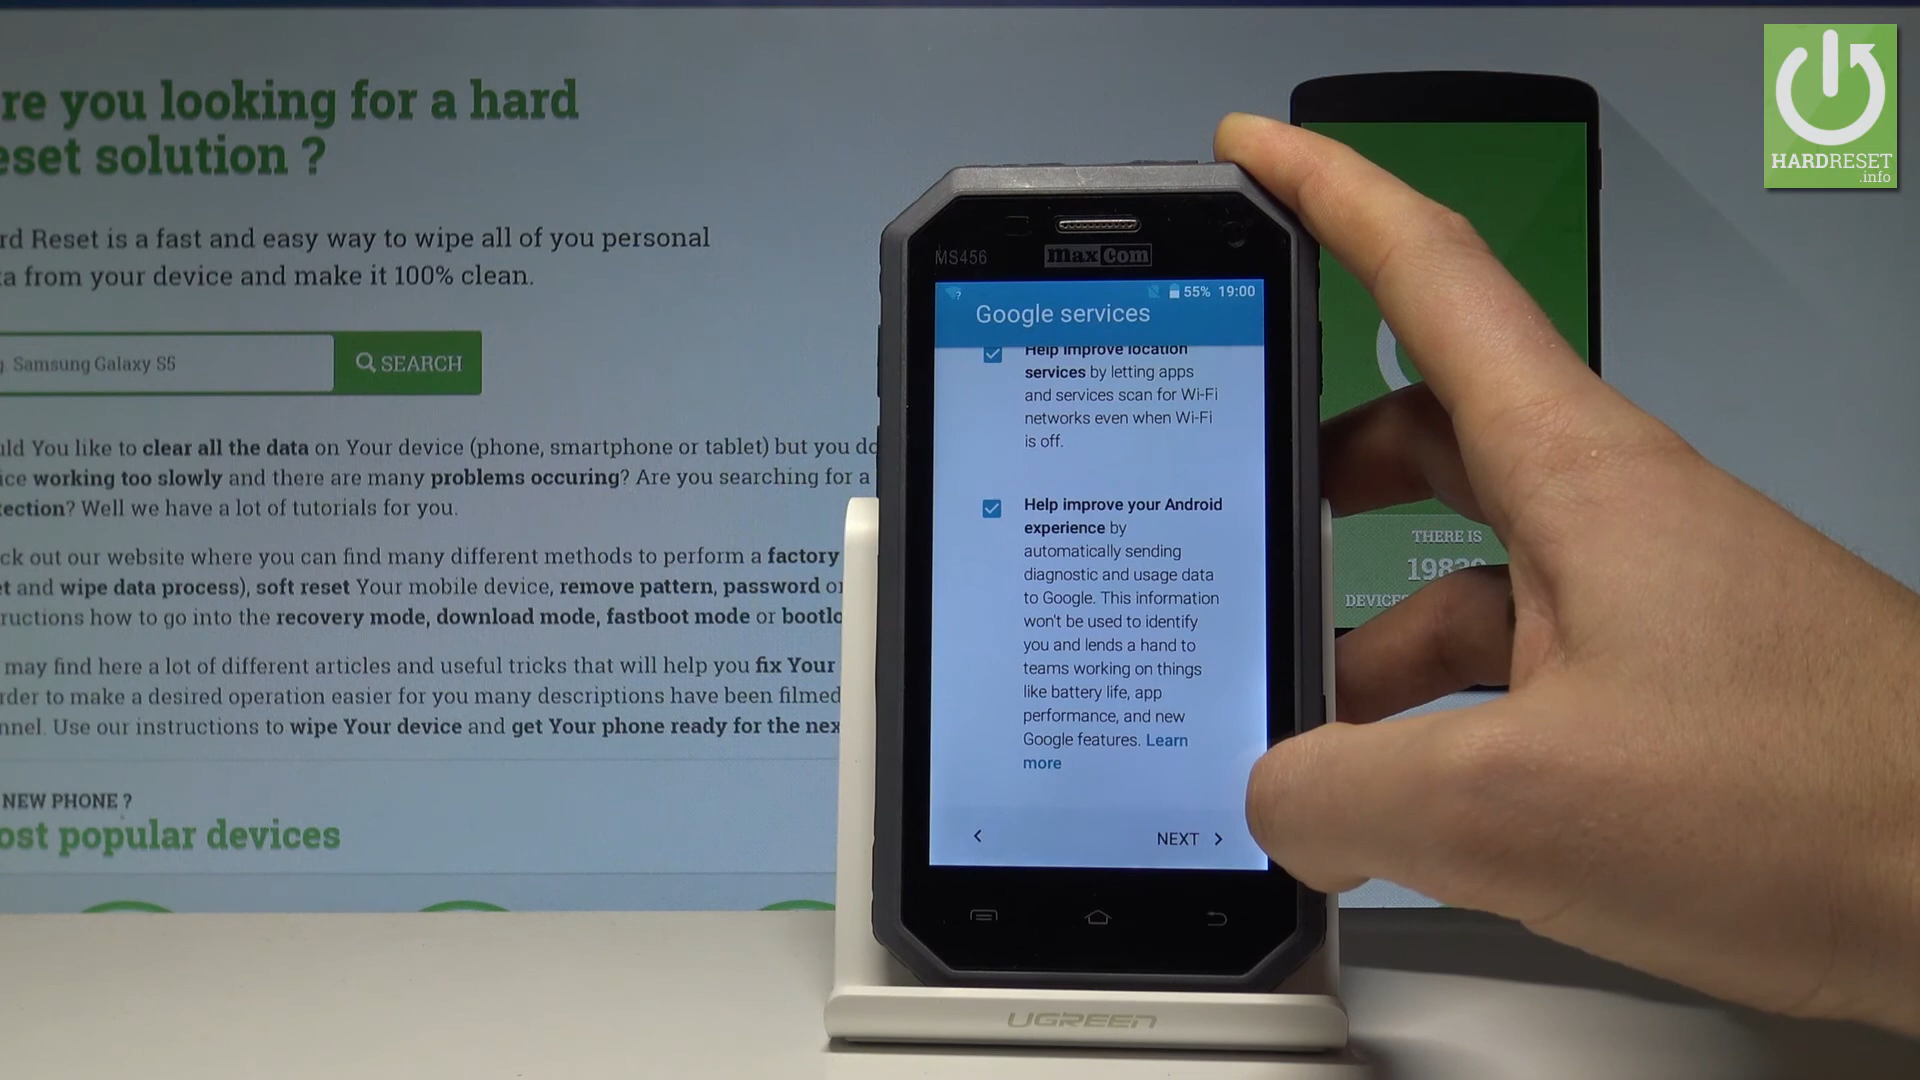 re you looking for a hard
eset solution ?
rd Reset is a fast and easy way to wipe all of you personal
a from your device and make it 100% clean.
Samsung Galaxy S5
SEARCH
uld You like to clear all the data on Your device (phone, smartphone or tablet) but you do
ice working too slowly and there are many problems occuring? Are you searching for a
ection? Well we have a lot of tutorials for you.
ck out our website where you can find many different methods to perform a factory
et and wipe data process), soft reset Your mobile device, remove pattern, password or
ructions how to go into the recovery mode, download mode, fastboot mode or bootlo
may find here a lot of different articles and useful tricks that will help you fix Your
rder to make a desired operation easier for you many descriptions have been filmed
nnel. Use our instructions to wipe Your device and get Your phone ready for the nex
NEW PHONE ?
ost popular devices
MS456
maxcom
55% 19:00
Google services
Help improve location
services by letting apps
and services scan for Wi-Fi
networks even when Wi-Fi
is off.
Help improve your Android
experience by
automatically sending
diagnostic and usage data
to Google. This information
won't be used to identify
you and lends a hand to
teams working on things
like battery life, app
performance, and new
Google features. Learn
more
< NEXT >
UGREEN
THERE IS
DEVICES
HARDRESET
.info